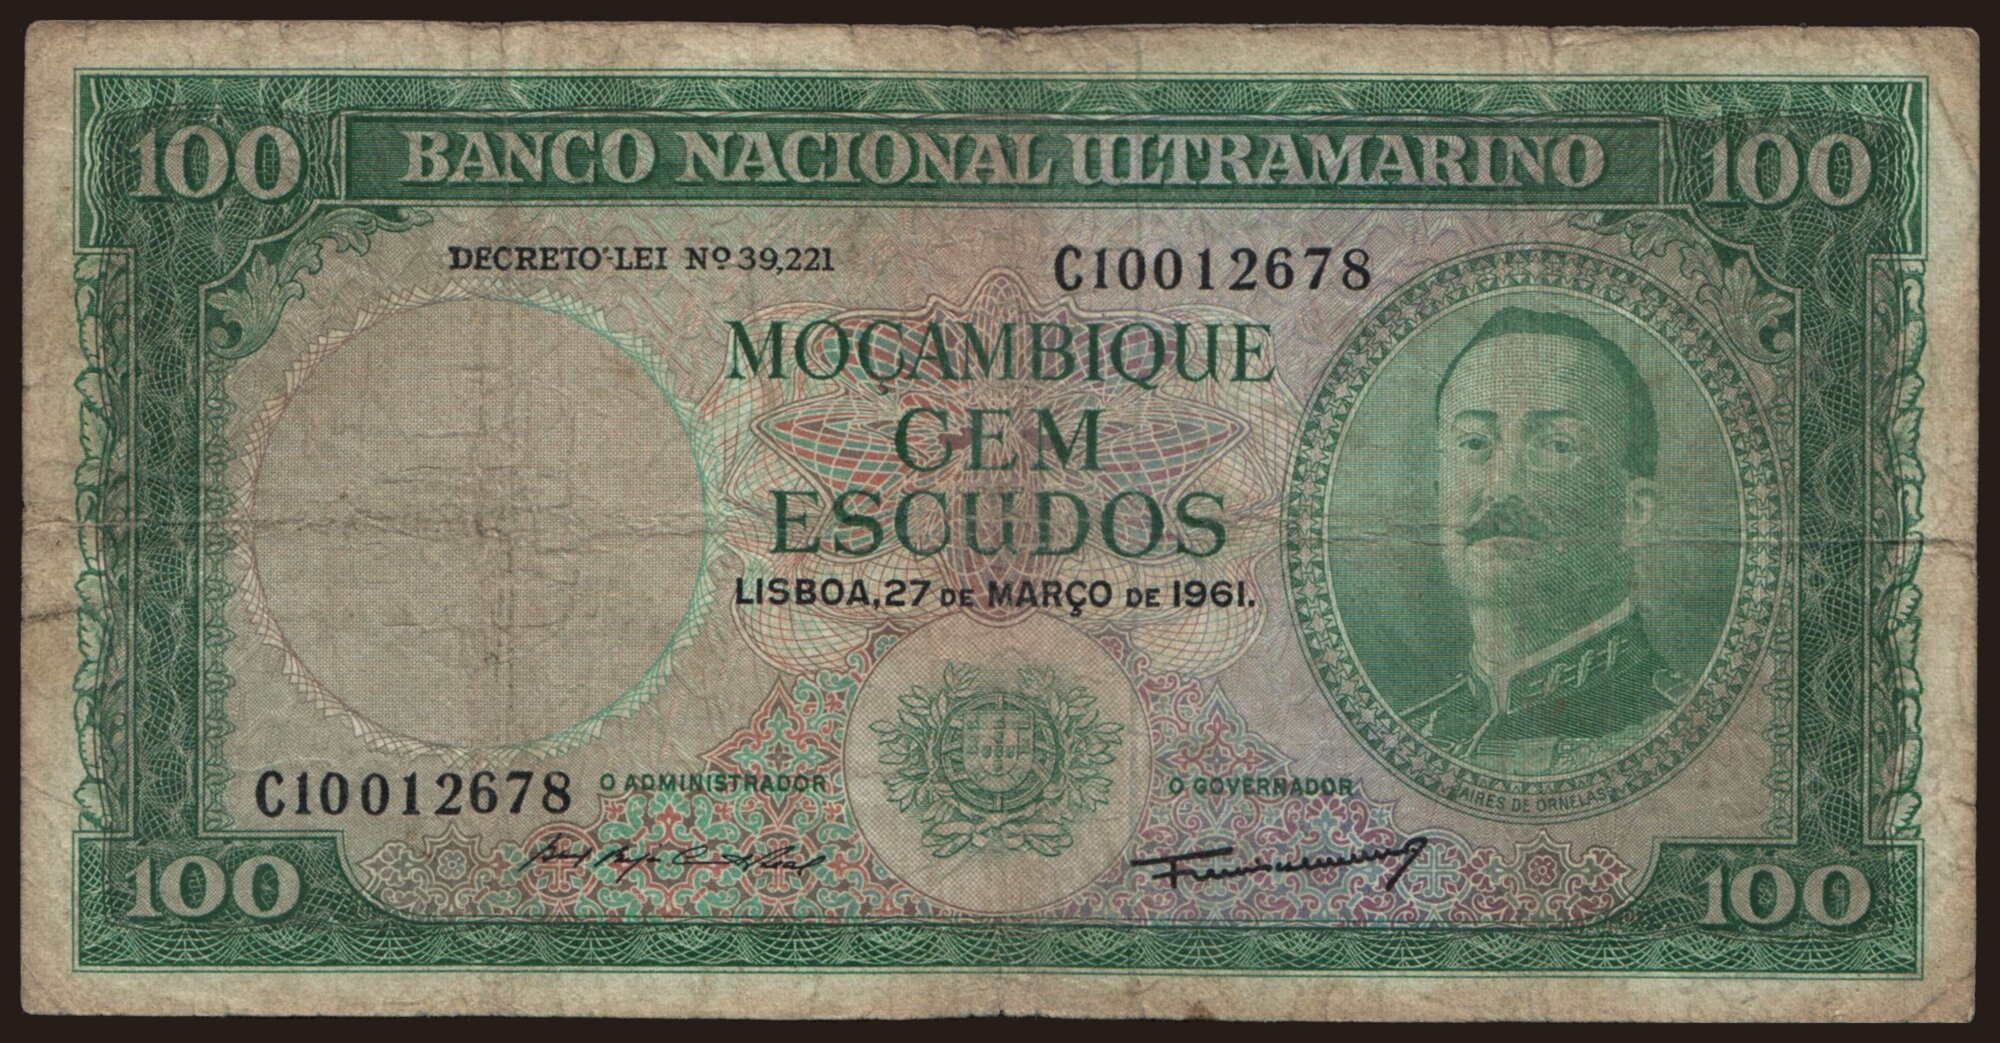 100 BANCO NACIONAL ULTRAMARINO 100
DECRETO-LEI Nº 39,221 C10012678
MOÇAMBIQUE
CEM
ESCUDOS
LISBOA, 27 DE MARÇO DE 1961.
C10012678 O ADMINISTRADOR O GOVERNADOR
AIRES DE ORNELAS
100 100